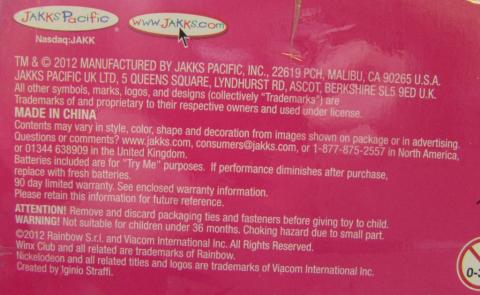 JAKKS Pacific
www.JAKKS.com
Nasdaq:JAKK
TM & © 2012 MANUFACTURED BY JAKKS PACIFIC, INC., 22619 PCH, MALIBU, CA 90265 U.S.A.
JAKKS PACIFIC UK LTD, 5 QUEENS SQUARE, LYNDHURST RD, ASCOT, BERKSHIRE SL5 9ED U.K.
All other symbols, marks, logos, and designs (collectively "Trademarks") are
Trademarks of and proprietary to their respective owners and used under license.
MADE IN CHINA
Contents may vary in style, color, shape and decoration from images shown on package or in advertising.
Questions or comments? www.jakks.com, consumers@jakks.com, or 1-877-875-2557 in North America,
or 01344 638909 in the United Kingdom.
Batteries included are for "Try Me" purposes. If performance diminishes after purchase,
replace with fresh batteries.
90 day limited warranty. See enclosed warranty information.
Please retain this information for future reference.
ATTENTION! Remove and discard packaging ties and fasteners before giving toy to child.
WARNING! Not suitable for children under 36 months. Choking hazard due to small part.
©2012 Rainbow S.r.l. and Viacom International Inc. All Rights Reserved.
Winx Club and all related are trademarks of Rainbow.
Nickelodeon and all related titles and logos are trademarks of Viacom International Inc.
Created by Iginio Straffi.
0-3